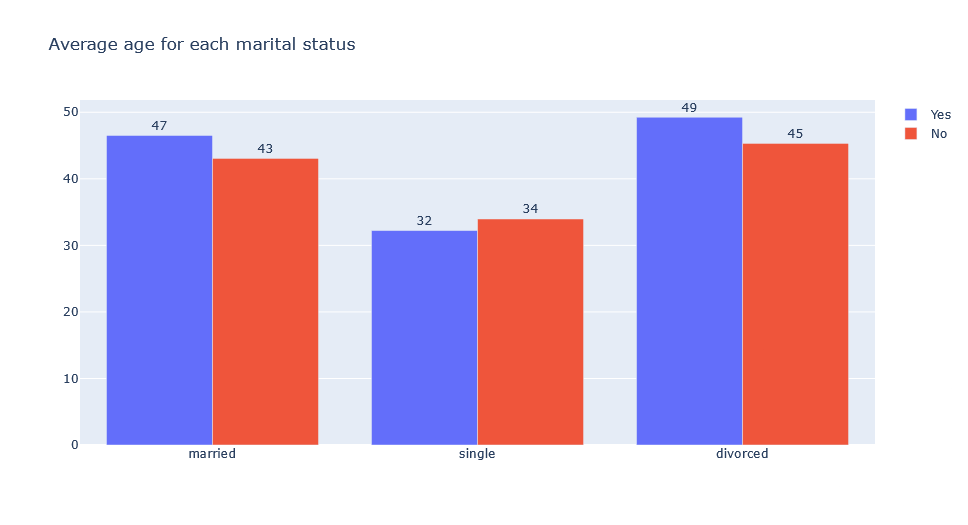 Average age for each marital status
50
40
30
20
10
0
47
43
32
34
49
45
married
single
divorced
Yes
No